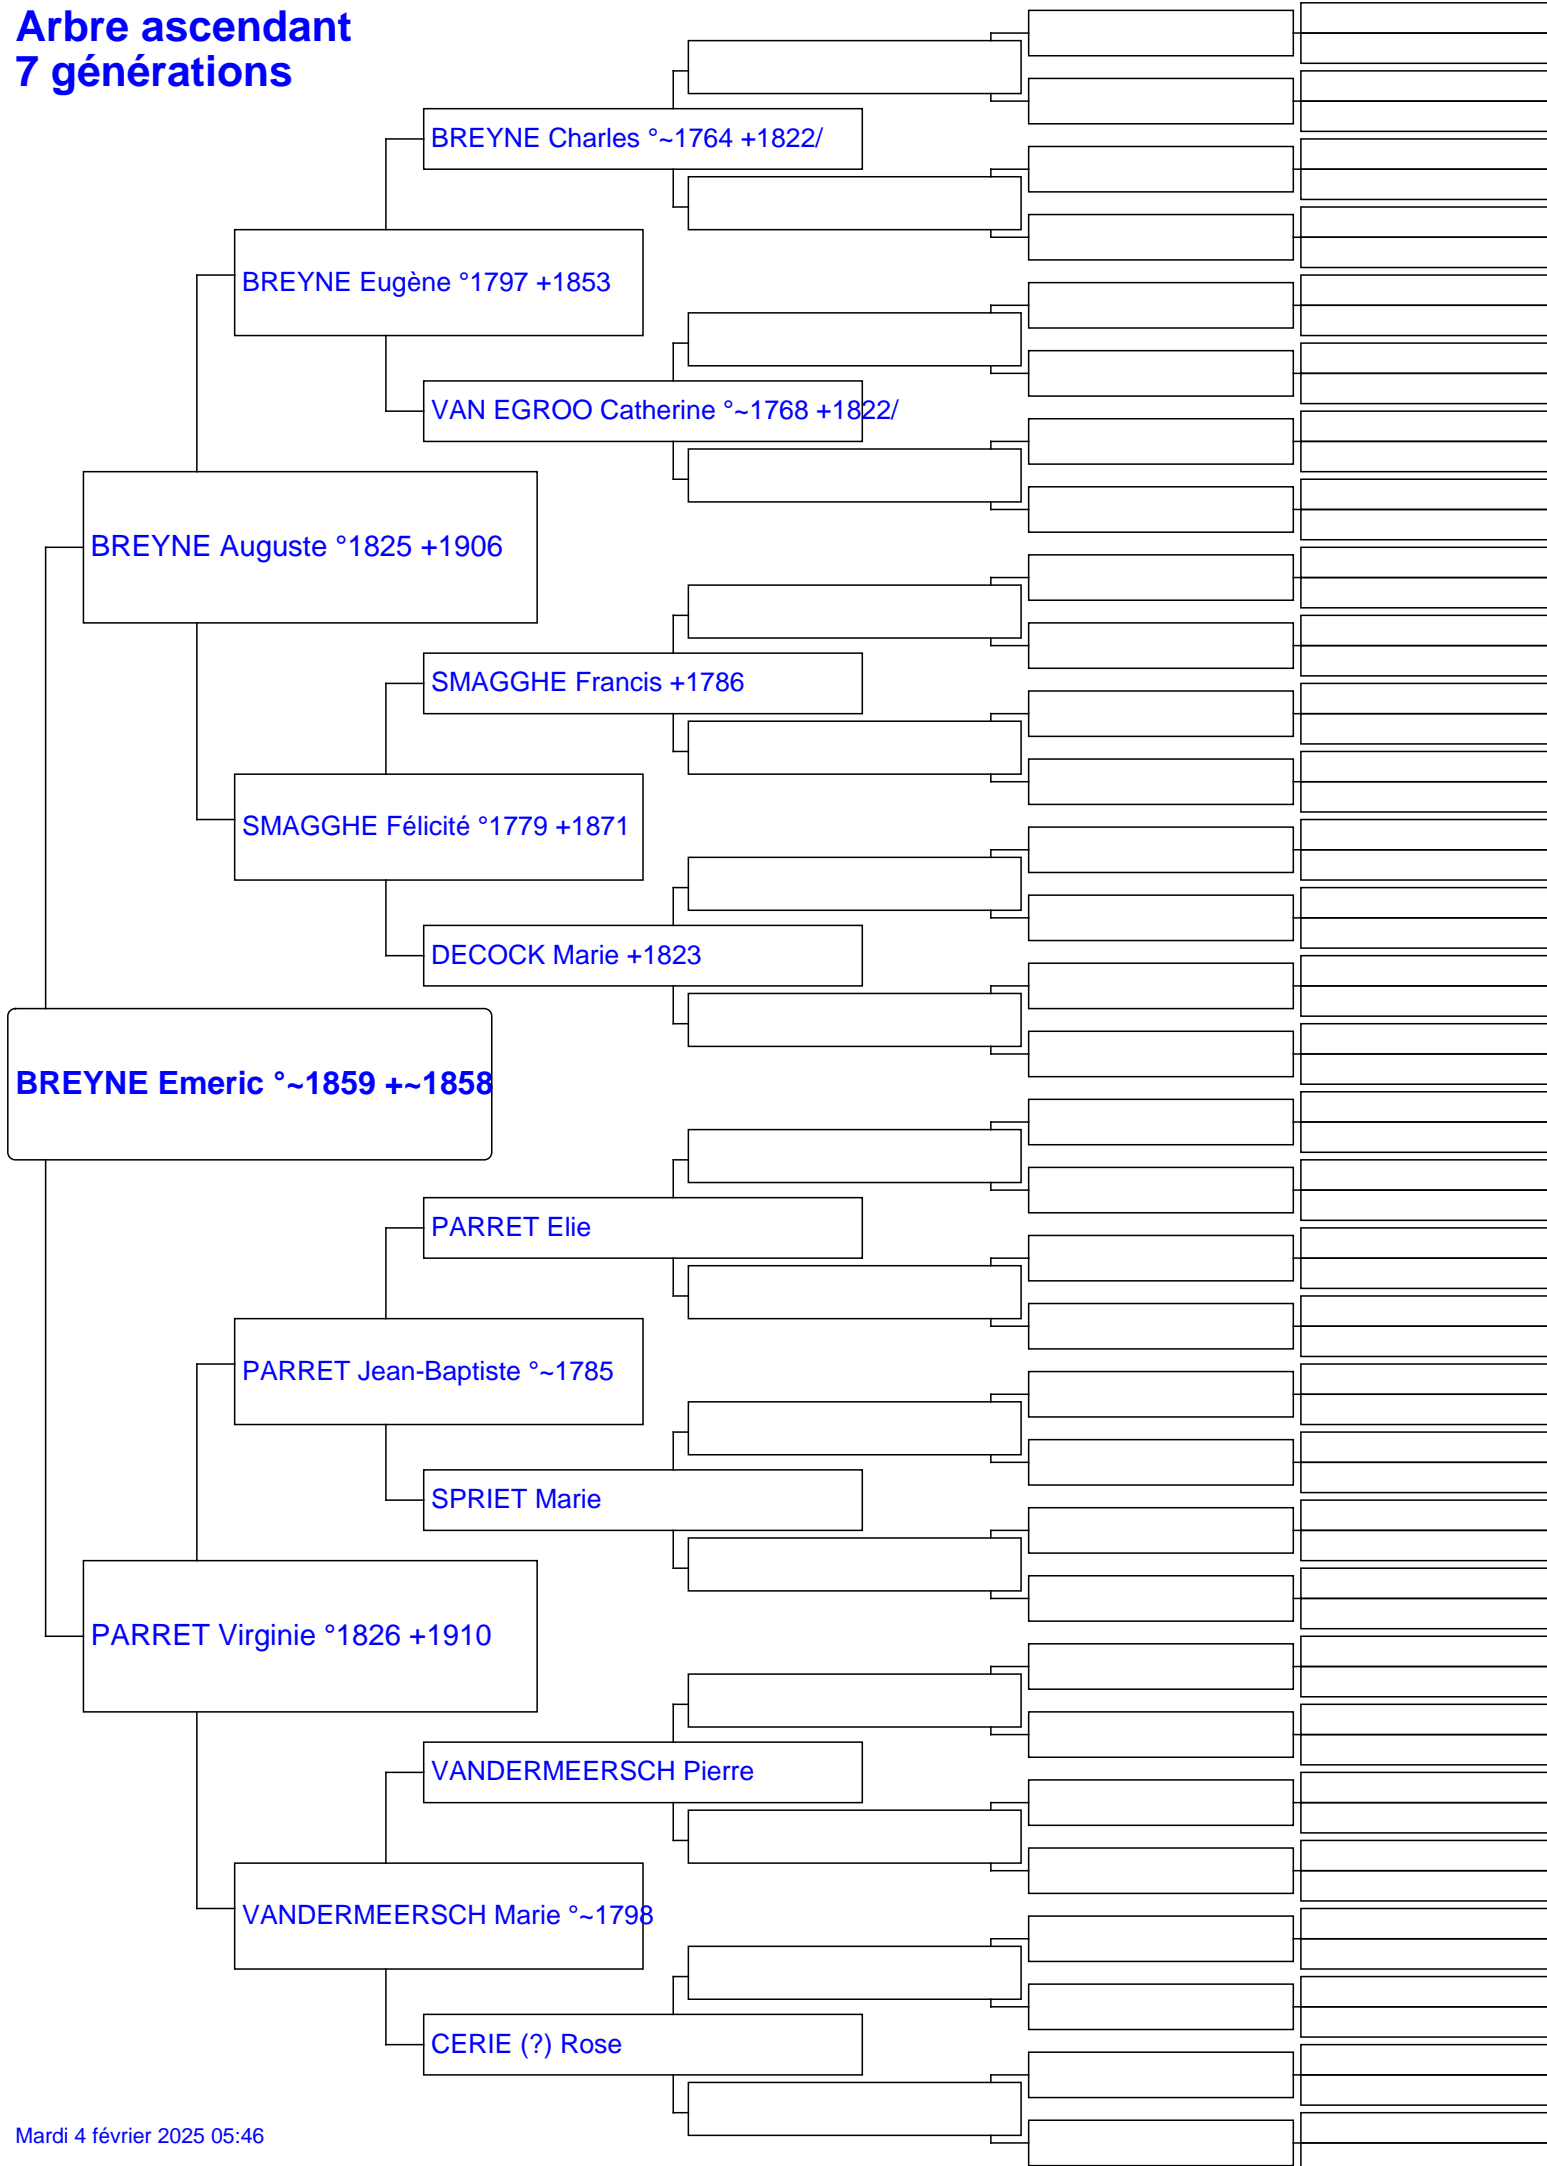 Arbre ascendant
7 générations
BREYNE Charles °~1764 +1822/
BREYNE Eugène °1797 +1853
VAN EGROO Catherine °~1768 +1822/
BREYNE Auguste °1825 +1906
SMAGGHE Francis +1786
SMAGGHE Félicité °1779 +1871
DECOCK Marie +1823
BREYNE Emeric °~1859 +~1858
PARRET Elie
PARRET Jean-Baptiste °~1785
SPRIET Marie
PARRET Virginie °1826 +1910
VANDERMEERSCH Pierre
VANDERMEERSCH Marie °~1798
CERIE (?) Rose
Mardi 4 février 2025 05:46